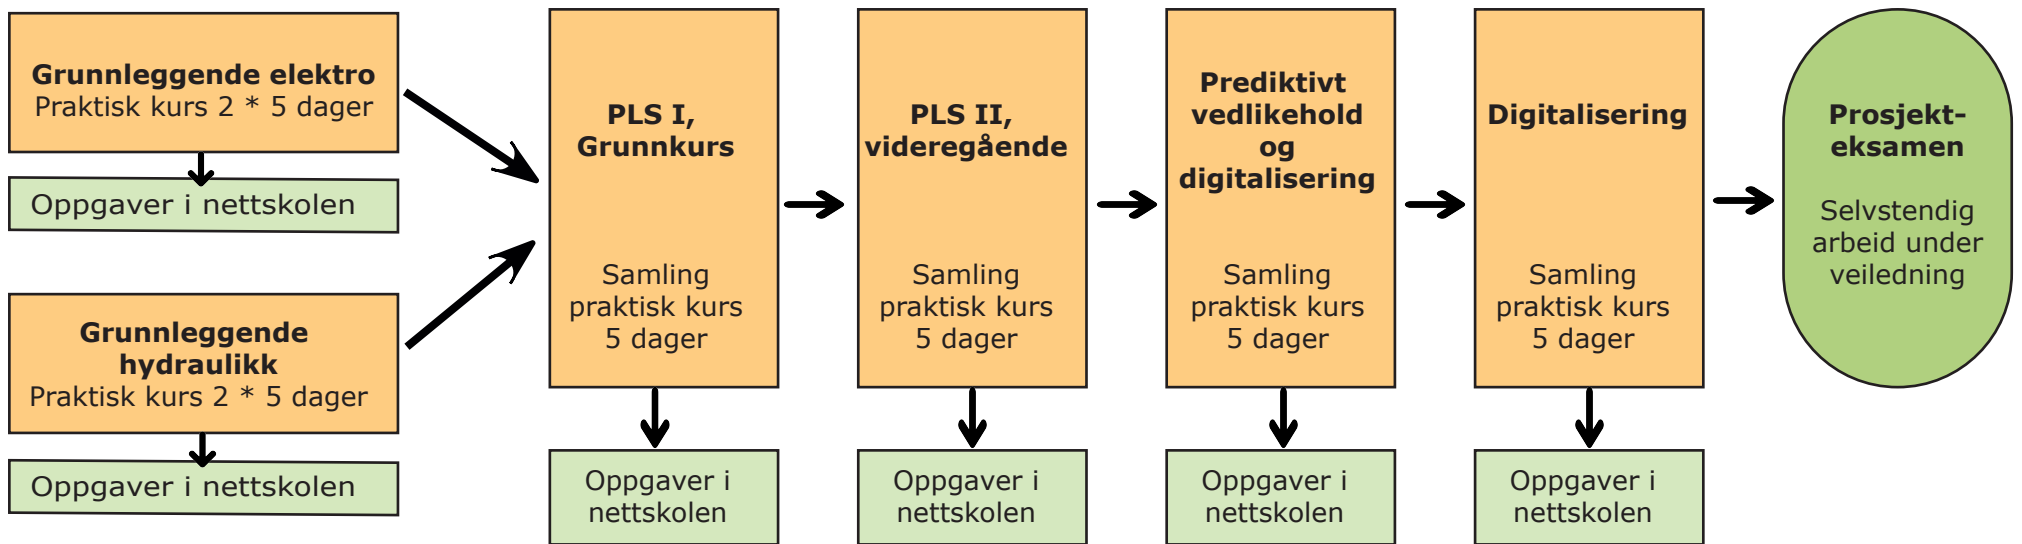 Grunnleggende elektro
Praktisk kurs 2 * 5 dager
Oppgaver i nettskolen
Grunnleggende
hydraulikk
Praktisk kurs 2 * 5 dager
Oppgaver i nettskolen
PLS I,
Grunnkurs
Samling
praktisk kurs
5 dager
Oppgaver i
nettskolen
PLS II,
videregående
Samling
praktisk kurs
5 dager
Oppgaver i
nettskolen
Prediktivt
vedlikehold
og
digitalisering
Samling
praktisk kurs
5 dager
Oppgaver i
nettskolen
Digitalisering
Samling
praktisk kurs
5 dager
Oppgaver i
nettskolen
Prosjekt-
eksamen
Selvstendig
arbeid under
veiledning